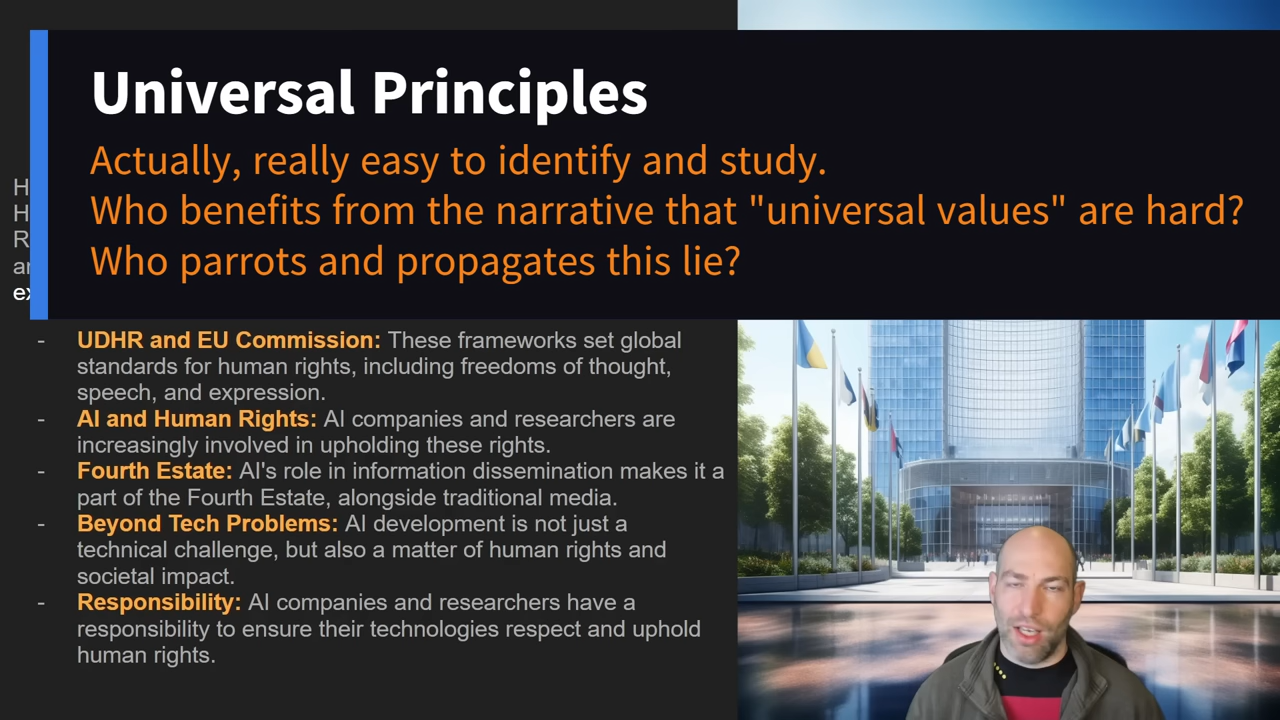 Universal Principles
Actually, really easy to identify and study.
Who benefits from the narrative that "universal values" are hard?
Who parrots and propagates this lie?
- UDHR and EU Commission: These frameworks set global
standards for human rights, including freedoms of thought,
speech, and expression.
- AI and Human Rights: AI companies and researchers are
increasingly involved in upholding these rights.
- Fourth Estate: AI's role in information dissemination makes it a
part of the Fourth Estate, alongside traditional media.
- Beyond Tech Problems: AI development is not just a
technical challenge, but also a matter of human rights and
societal impact.
- Responsibility: AI companies and researchers have a
responsibility to ensure their technologies respect and uphold
human rights.